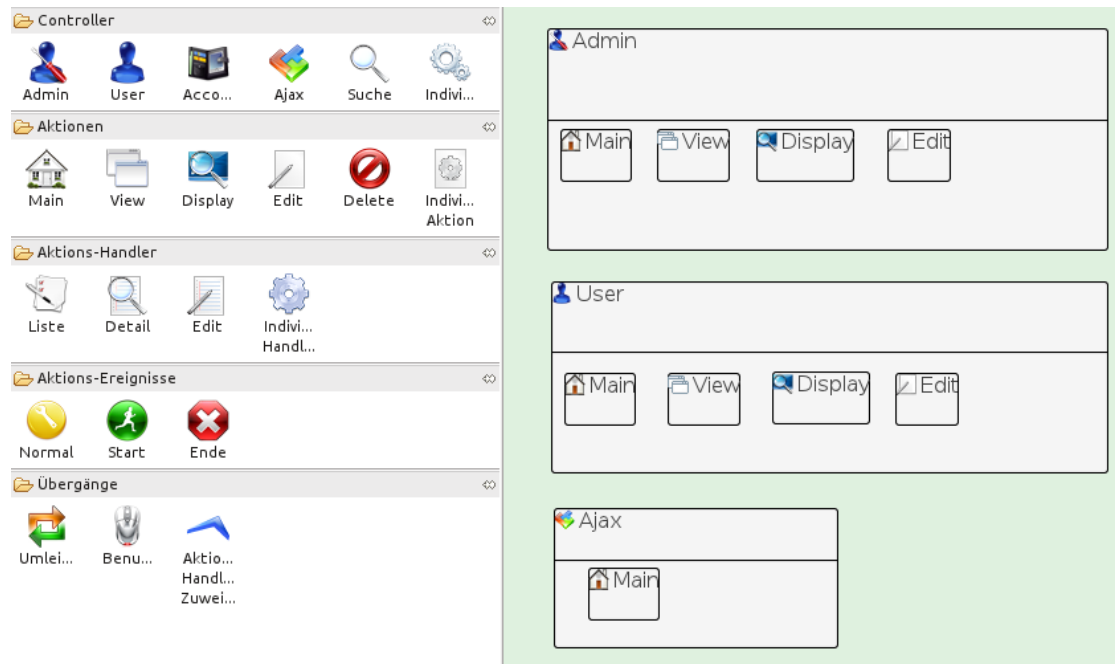 Controller
Admin User Acco... Ajax Suche Indivi...
Aktionen
Main View Display Edit Delete Indivi...
Aktion
Aktions-Handler
Liste Detail Edit Indivi...
Handl...
Aktions-Ereignisse
Normal Start Ende
Übergänge
Umlei... Benu... Aktio...
Handl...
Zuwei...
Admin
Main View Display Edit
User
Main View Display Edit
Ajax
Main